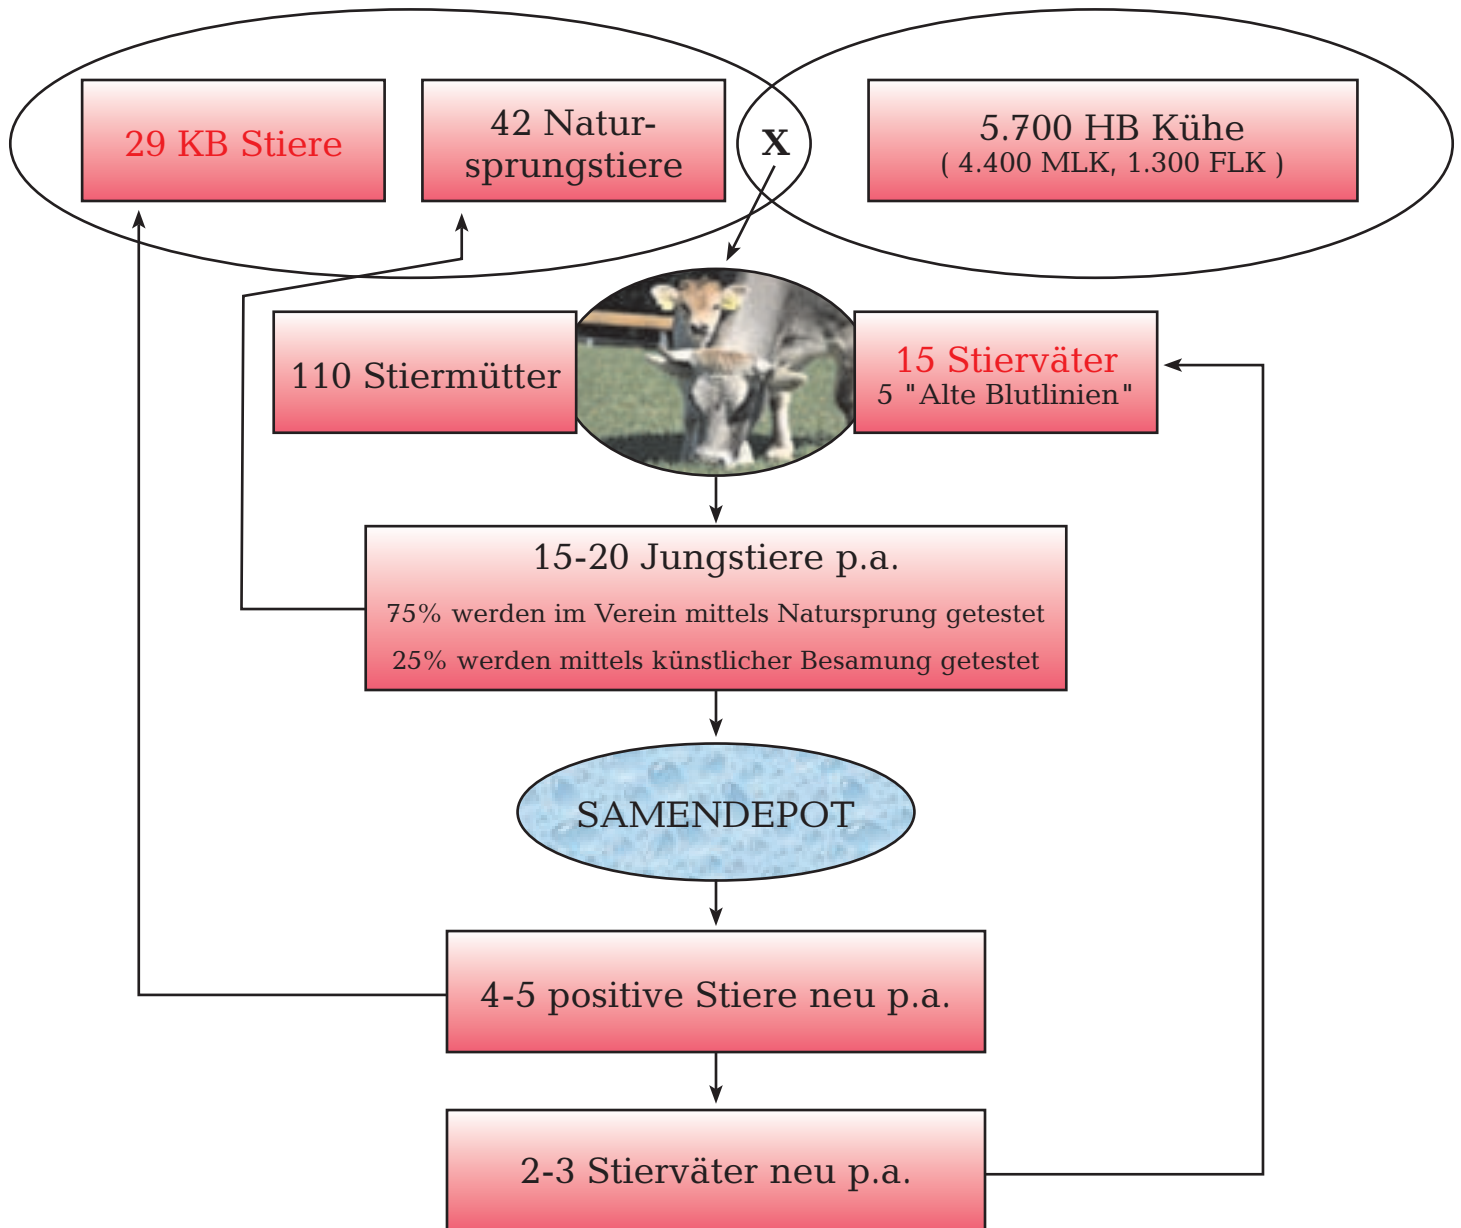 29 KB Stiere
42 Natur-
sprungstiere
X
5.700 HB Kühe
( 4.400 MLK, 1.300 FLK )
110 Stiermütter
15 Stierväter
5 "Alte Blutlinien"
15-20 Jungstiere p.a.
75% werden im Verein mittels Natursprung getestet
25% werden mittels künstlicher Besamung getestet
SAMENDEPOT
4-5 positive Stiere neu p.a.
2-3 Stierväter neu p.a.